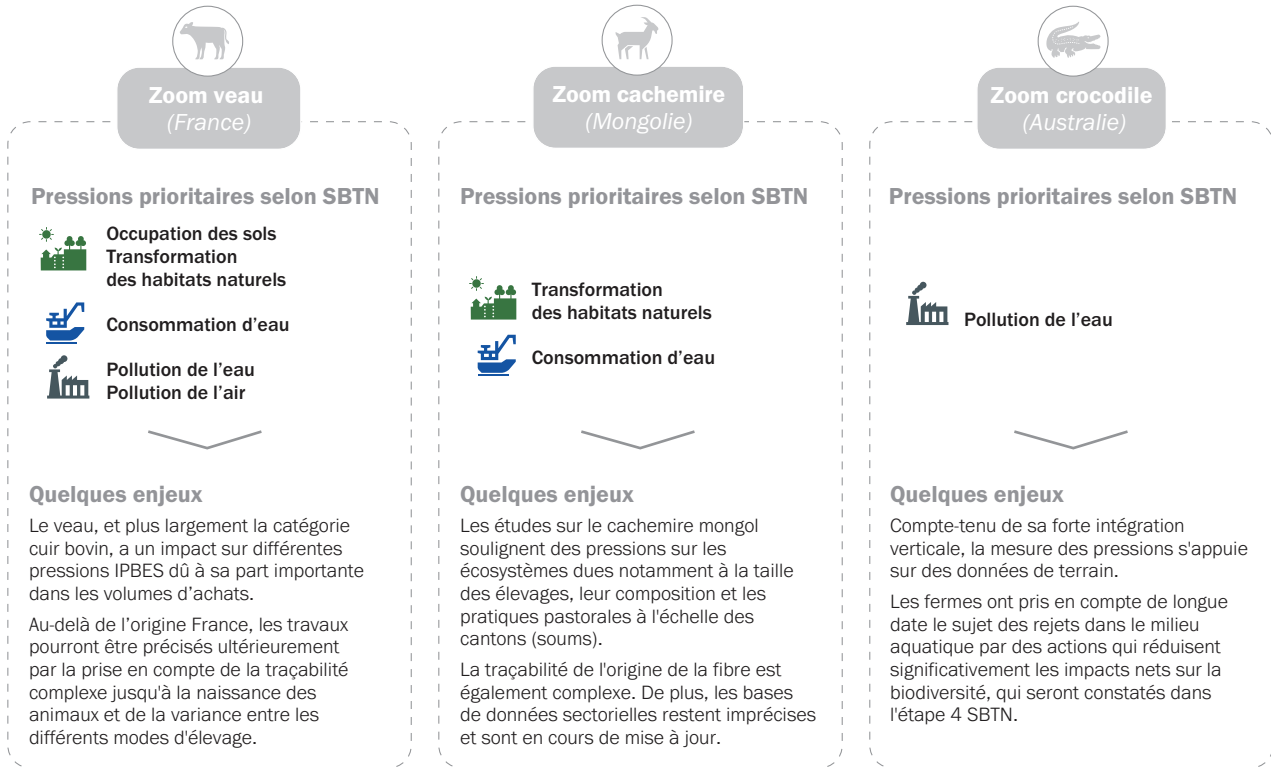 Zoom veau
(France)
Pressions prioritaires selon SBTN
Occupation des sols
Transformation
des habitats naturels
Consommation d'eau
Pollution de l'eau
Pollution de l'air
Quelques enjeux
Le veau, et plus largement la catégorie
cuir bovin, a un impact sur différentes
pressions IPBES dû à sa part importante
dans les volumes d'achats.
Au-delà de l'origine France, les travaux
pourront être précisés ultérieurement
par la prise en compte de la traçabilité
complexe jusqu'à la naissance des
animaux et de la variance entre les
différents modes d'élevage.
Zoom cachemire
(Mongolie)
Pressions prioritaires selon SBTN
Transformation
des habitats naturels
Consommation d'eau
Quelques enjeux
Les études sur le cachemire mongol
soulignent des pressions sur les
écosystèmes dues notamment à la taille
des élevages, leur composition et les
pratiques pastorales à l'échelle des
cantons (soums).
La traçabilité de l'origine de la fibre est
également complexe. De plus, les bases
de données sectorielles restent imprécises
et sont en cours de mise à jour.
Zoom crocodile
(Australie)
Pressions prioritaires selon SBTN
Pollution de l'eau
Quelques enjeux
Compte-tenu de sa forte intégration
verticale, la mesure des pressions s'appuie
sur des données de terrain.
Les fermes ont pris en compte de longue
date le sujet des rejets dans le milieu
aquatique par des actions qui réduisent
significativement les impacts nets sur la
biodiversité, qui seront constatés dans
l'étape 4 SBTN.